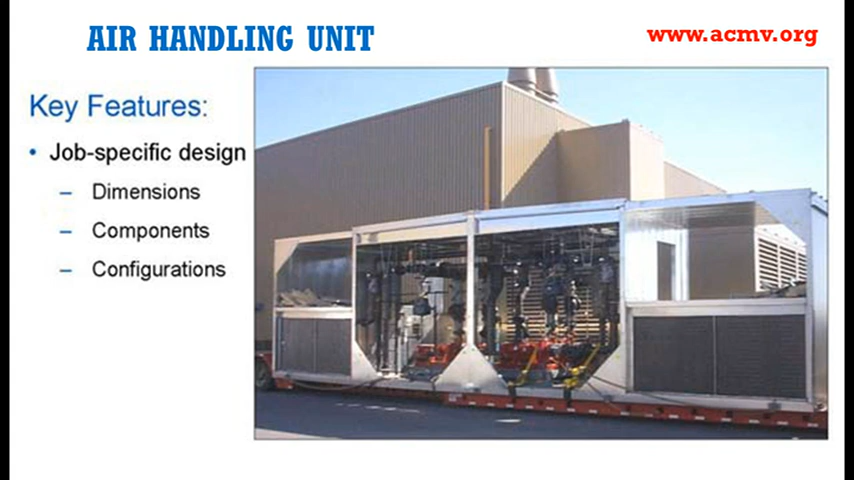 AIR HANDLING UNIT
www.acmv.org
Key Features:
• Job-specific design
– Dimensions
– Components
– Configurations